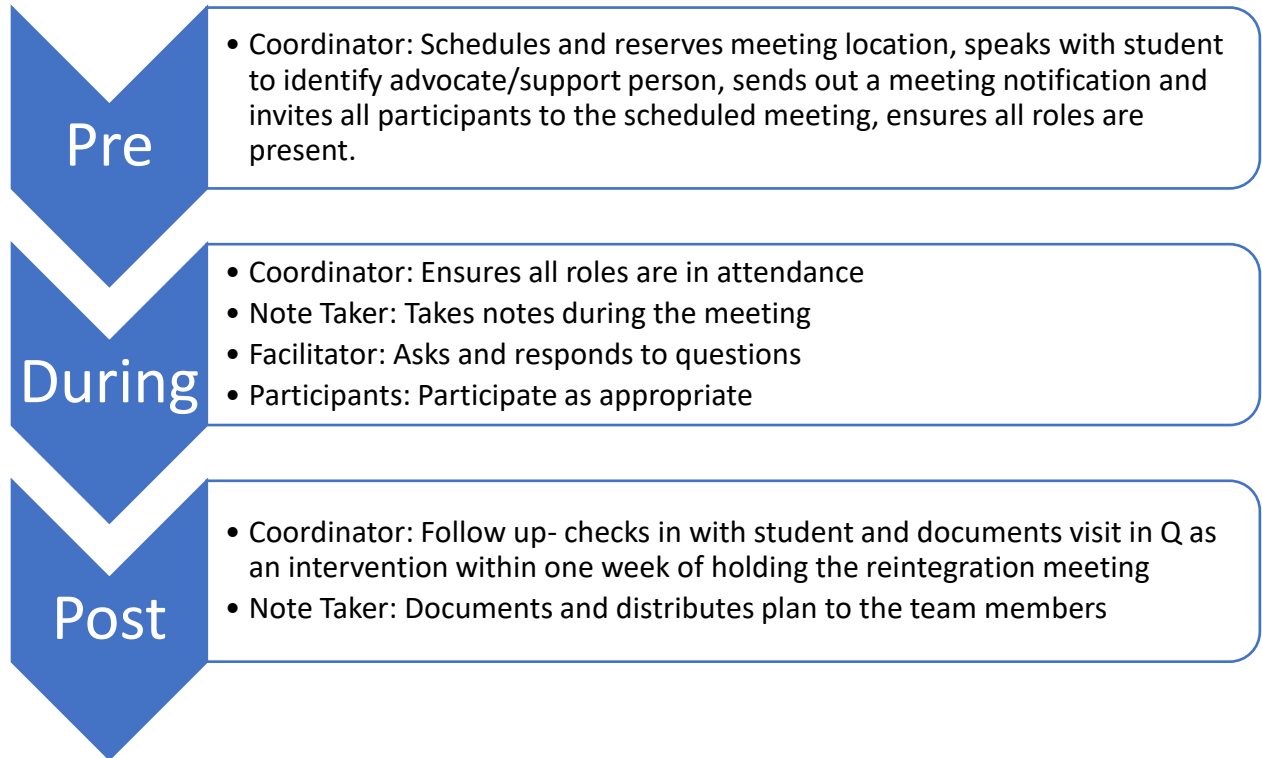 Pre
• Coordinator: Schedules and reserves meeting location, speaks with student
to identify advocate/support person, sends out a meeting notification and
invites all participants to the scheduled meeting, ensures all roles are
present.
During
• Coordinator: Ensures all roles are in attendance
• Note Taker: Takes notes during the meeting
• Facilitator: Asks and responds to questions
• Participants: Participate as appropriate
Post
• Coordinator: Follow up- checks in with student and documents visit in Q as
an intervention within one week of holding the reintegration meeting
• Note Taker: Documents and distributes plan to the team members